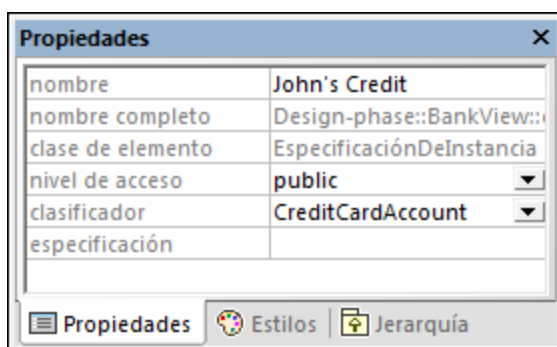 Propiedades
nombre John's Credit
nombre completo Design-phase::BankView::
clase de elemento EspecificaciónDeInstancia
nivel de acceso public
clasificador CreditCardAccount
especificación
Propiedades Estilos Jerarquía